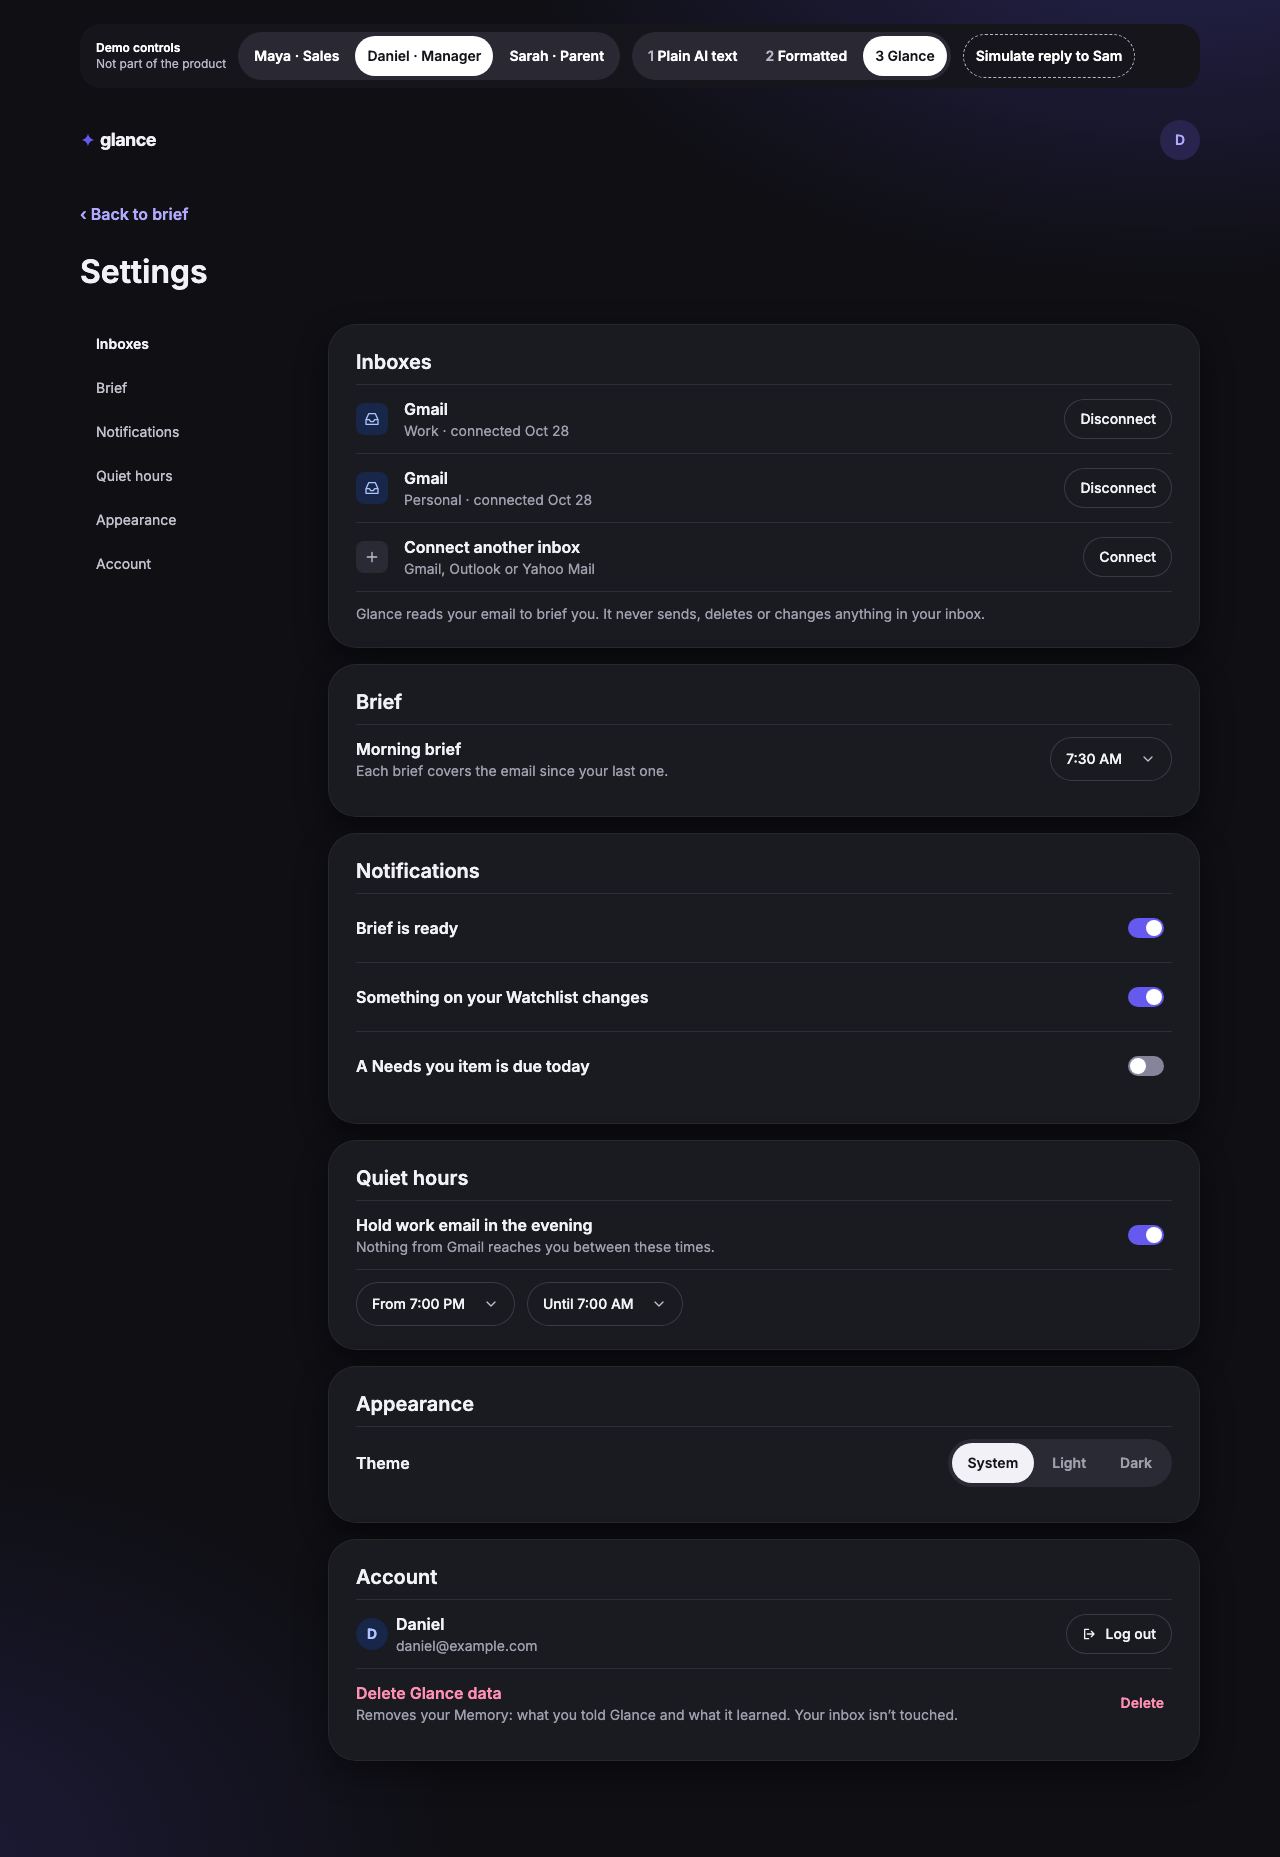 Demo controls
Not part of the product
Maya · Sales
Daniel · Manager
Sarah · Parent
1 Plain AI text
2 Formatted
3 Glance
Simulate reply to Sam
glance
D
‹ Back to brief
Settings
Inboxes
Brief
Notifications
Quiet hours
Appearance
Account
Inboxes
Gmail
Work · connected Oct 28
Disconnect
Gmail
Personal · connected Oct 28
Disconnect
Connect another inbox
Gmail, Outlook or Yahoo Mail
Connect
Glance reads your email to brief you. It never sends, deletes or changes anything in your inbox.
Brief
Morning brief
Each brief covers the email since your last one.
7:30 AM
Notifications
Brief is ready
Something on your Watchlist changes
A Needs you item is due today
Quiet hours
Hold work email in the evening
Nothing from Gmail reaches you between these times.
From 7:00 PM
Until 7:00 AM
Appearance
Theme
System
Light
Dark
Account
D
Daniel
daniel@example.com
Log out
Delete Glance data
Removes your Memory: what you told Glance and what it learned. Your inbox isn’t touched.
Delete